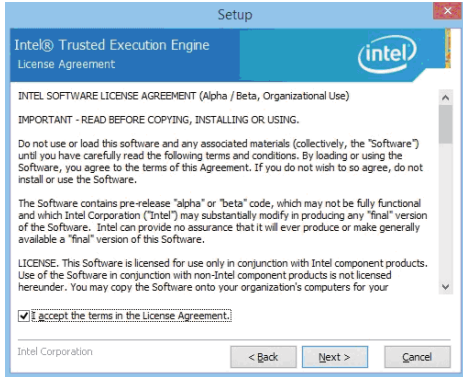 Setup
Intel® Trusted Execution Engine
License Agreement
intel
INTEL SOFTWARE LICENSE AGREEMENT (Alpha / Beta, Organizational Use)
IMPORTANT - READ BEFORE COPYING, INSTALLING OR USING.
Do not use or load this software and any associated materials (collectively, the "Software")
until you have carefully read the following terms and conditions. By loading or using the
Software, you agree to the terms of this Agreement. If you do not wish to so agree, do not
install or use the Software.
The Software contains pre-release "alpha" or "beta" code, which may not be fully functional
and which Intel Corporation ("Intel") may substantially modify in producing any "final" version
of the Software. Intel can provide no assurance that it will ever produce or make generally
available a "final" version of this Software.
LICENSE. This Software is licensed for use only in conjunction with Intel component products.
Use of the Software in conjunction with non-Intel component products is not licensed
hereunder. You may copy the Software onto your organization's computers for your
I accept the terms in the License Agreement.
Intel Corporation
< Back
Next >
Cancel